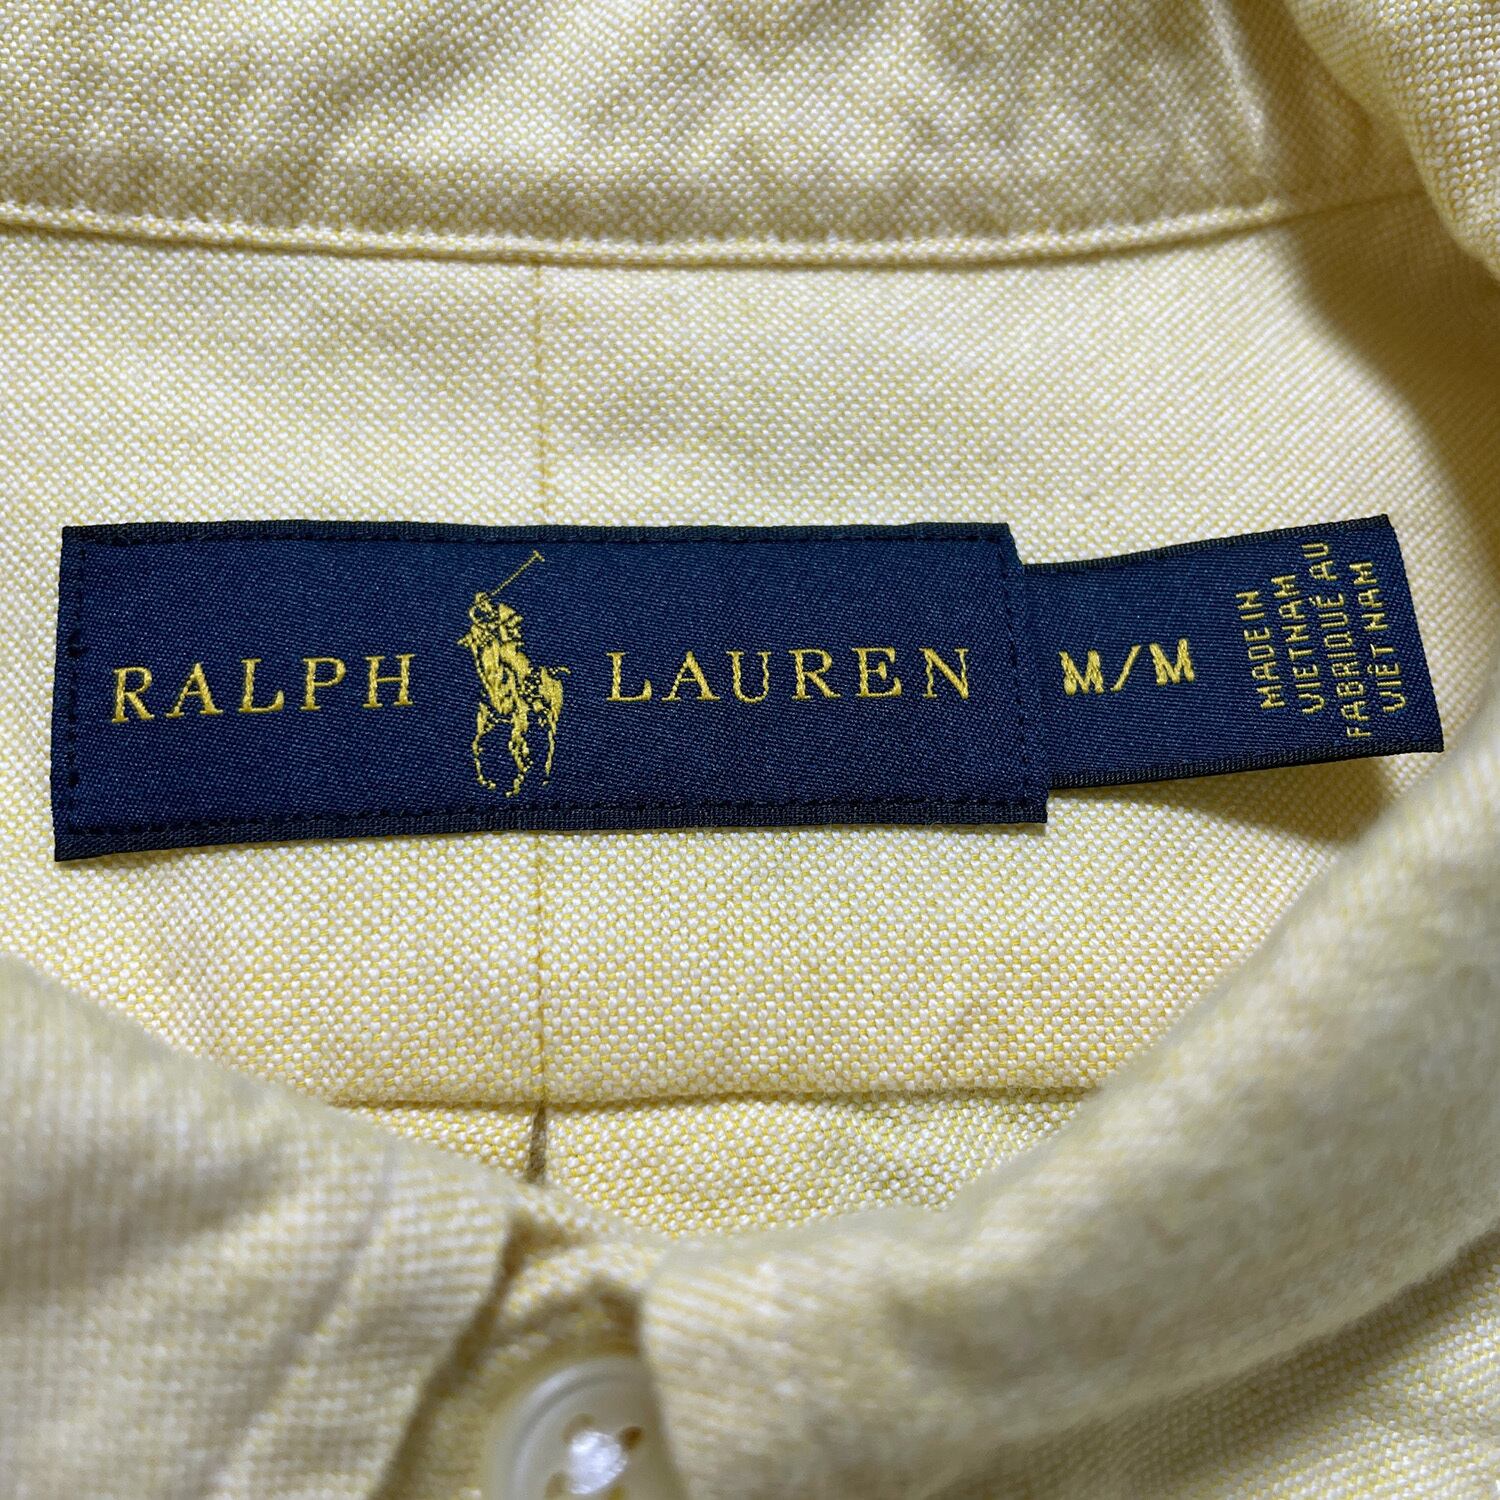 RALPH LAUREN
M/M
MADE IN
VIETNAM
FABRIQUÉ AU
VIETNAM